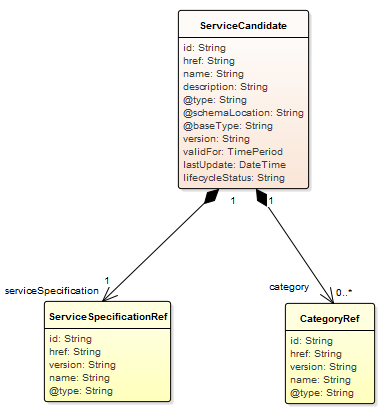 ServiceCandidate
id: String
href: String
name: String
description: String
@type: String
@schemaLocation: String
@baseType: String
version: String
validFor: TimePeriod
lastUpdate: DateTime
lifecycleStatus: String
1
1
1
serviceSpecification
category
0..*
ServiceSpecificationRef
id: String
href: String
version: String
name: String
@type: String
CategoryRef
id: String
href: String
version: String
name: String
@type: String